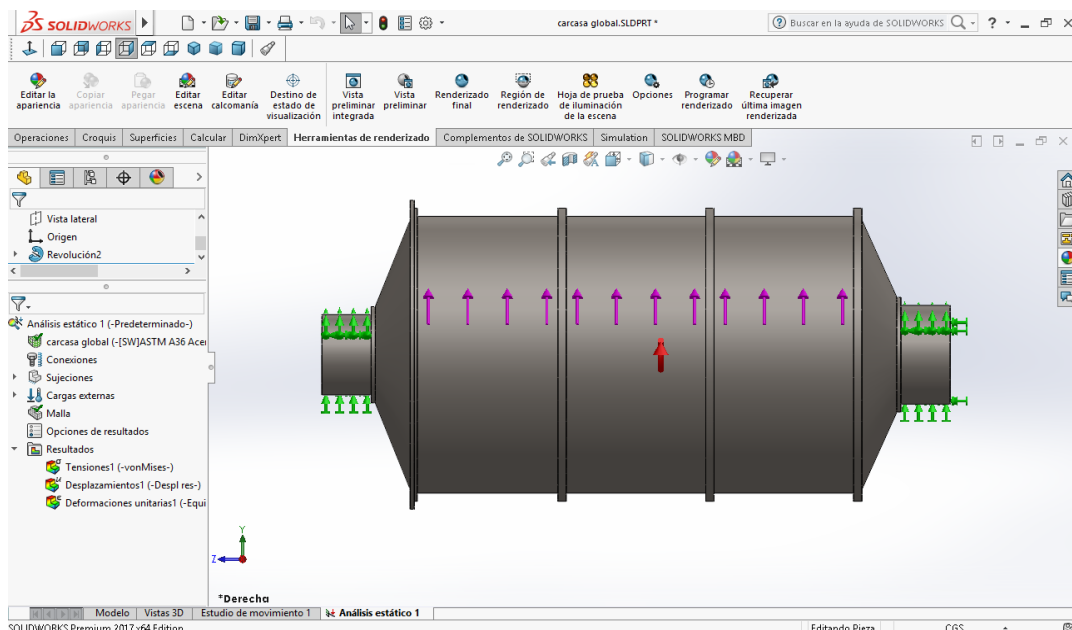 SOLIDWORKS
carcasa global.SLDPRT *
Buscar en la ayuda de SOLIDWORKS
?
Editar la apariencia
Copiar apariencia
Pegar apariencia
Editar escena
Editar calcomanía
Destino de estado de visualización
Vista preliminar integrada
Vista preliminar
Renderizado final
Región de renderizado
Hoja de prueba de iluminación de la escena
Opciones
Programar renderizado
Recuperar última imagen renderizada
Operaciones
Croquis
Superficies
Calcular
DimXpert
Herramientas de renderizado
Complementos de SOLIDWORKS
Simulation
SOLIDWORKS MBD
Vista lateral
Origen
Revolución2
Análisis estático 1 (-Predeterminado-)
carcasa global (-[SW]ASTM A36 Ace
Conexiones
Sujeciones
Cargas externas
Malla
Opciones de resultados
Resultados
Tensiones1 (-vonMises-)
Desplazamientos1 (-Despl res-)
Deformaciones unitarias1 (-Equi
Y
Z
*Derecha
Modelo
Vistas 3D
Estudio de movimiento 1
Análisis estático 1
SOLIDWORKS Premium 2017 x64 Edition
Editando Pieza
CGS